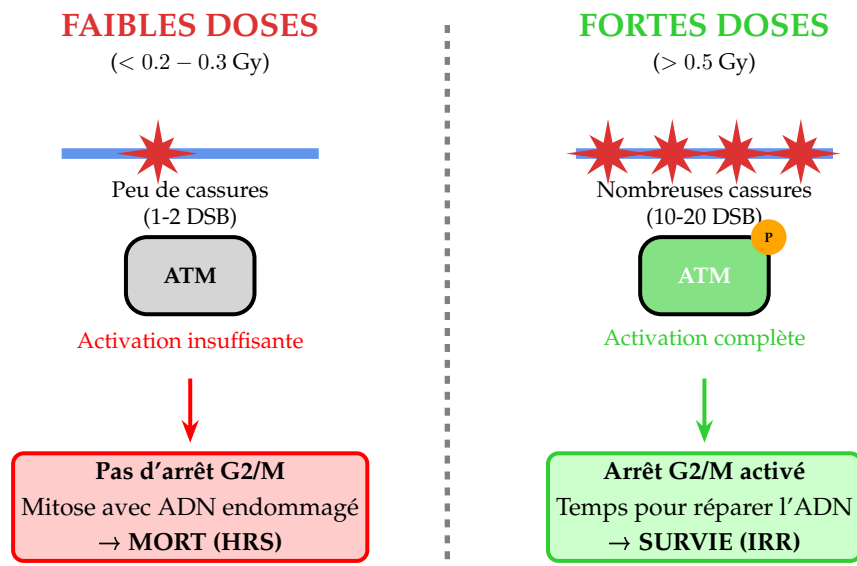 FAIBLES DOSES
(< 0.2 − 0.3 Gy)
Peu de cassures
(1-2 DSB)
ATM
Activation insuffisante
Pas d'arrêt G2/M
Mitose avec ADN endommagé
→ MORT (HRS)
FORTES DOSES
(> 0.5 Gy)
Nombreuses cassures
(10-20 DSB)
P
ATM
Activation complète
Arrêt G2/M activé
Temps pour réparer l'ADN
→ SURVIE (IRR)